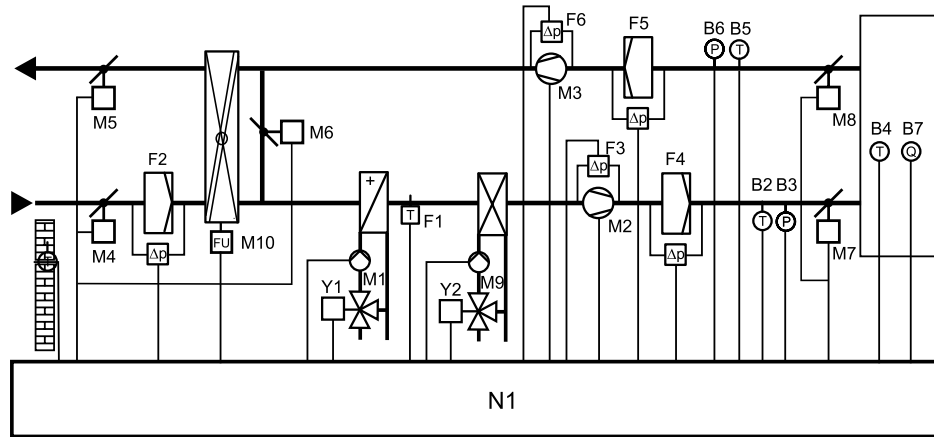 F6
F5
Δp
B6
B5
P
T
M3
M5
Δp
M8
M6
B4
B7
T
Q
F2
F3
F4
Δp
+
T
F1
B2
B3
M2
T
P
M4
FU
M10
M7
Δp
Δp
M1
M9
Y1
Y2
N1